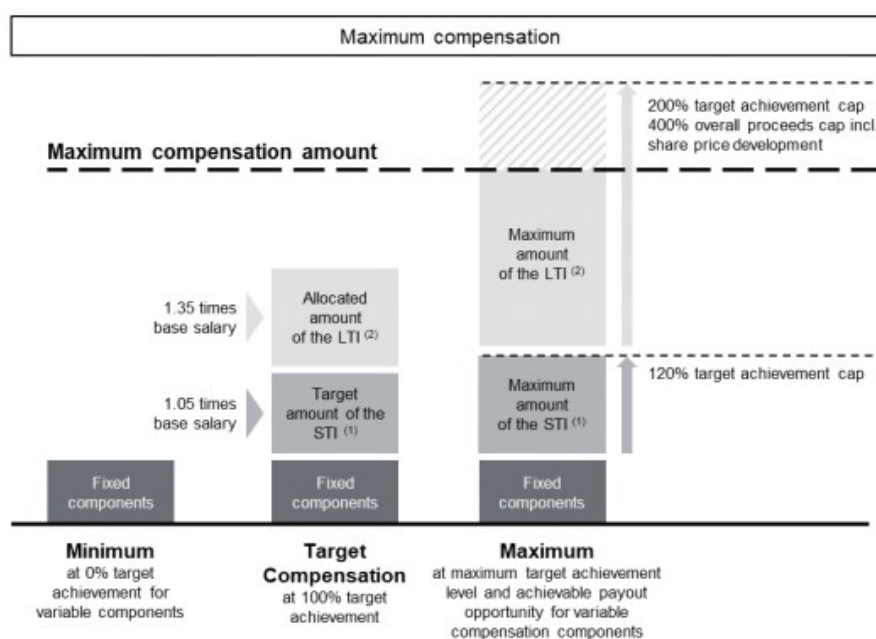 Maximum compensation
200% target achievement cap
400% overall proceeds cap incl.
share price development
Maximum compensation amount
Maximum
amount
of the LTI (2)
1.35 times
base salary
Allocated
amount
of the LTI (2)
120% target achievement cap
1.05 times
base salary
Target
amount of the
STI (1)
Maximum
amount
of the STI (1)
Fixed
components
Fixed
components
Fixed
components
Minimum
at 0% target
achievement for
variable components
Target
Compensation
at 100% target
achievement
Maximum
at maximum target achievement
level and achievable payout
opportunity for variable
compensation components